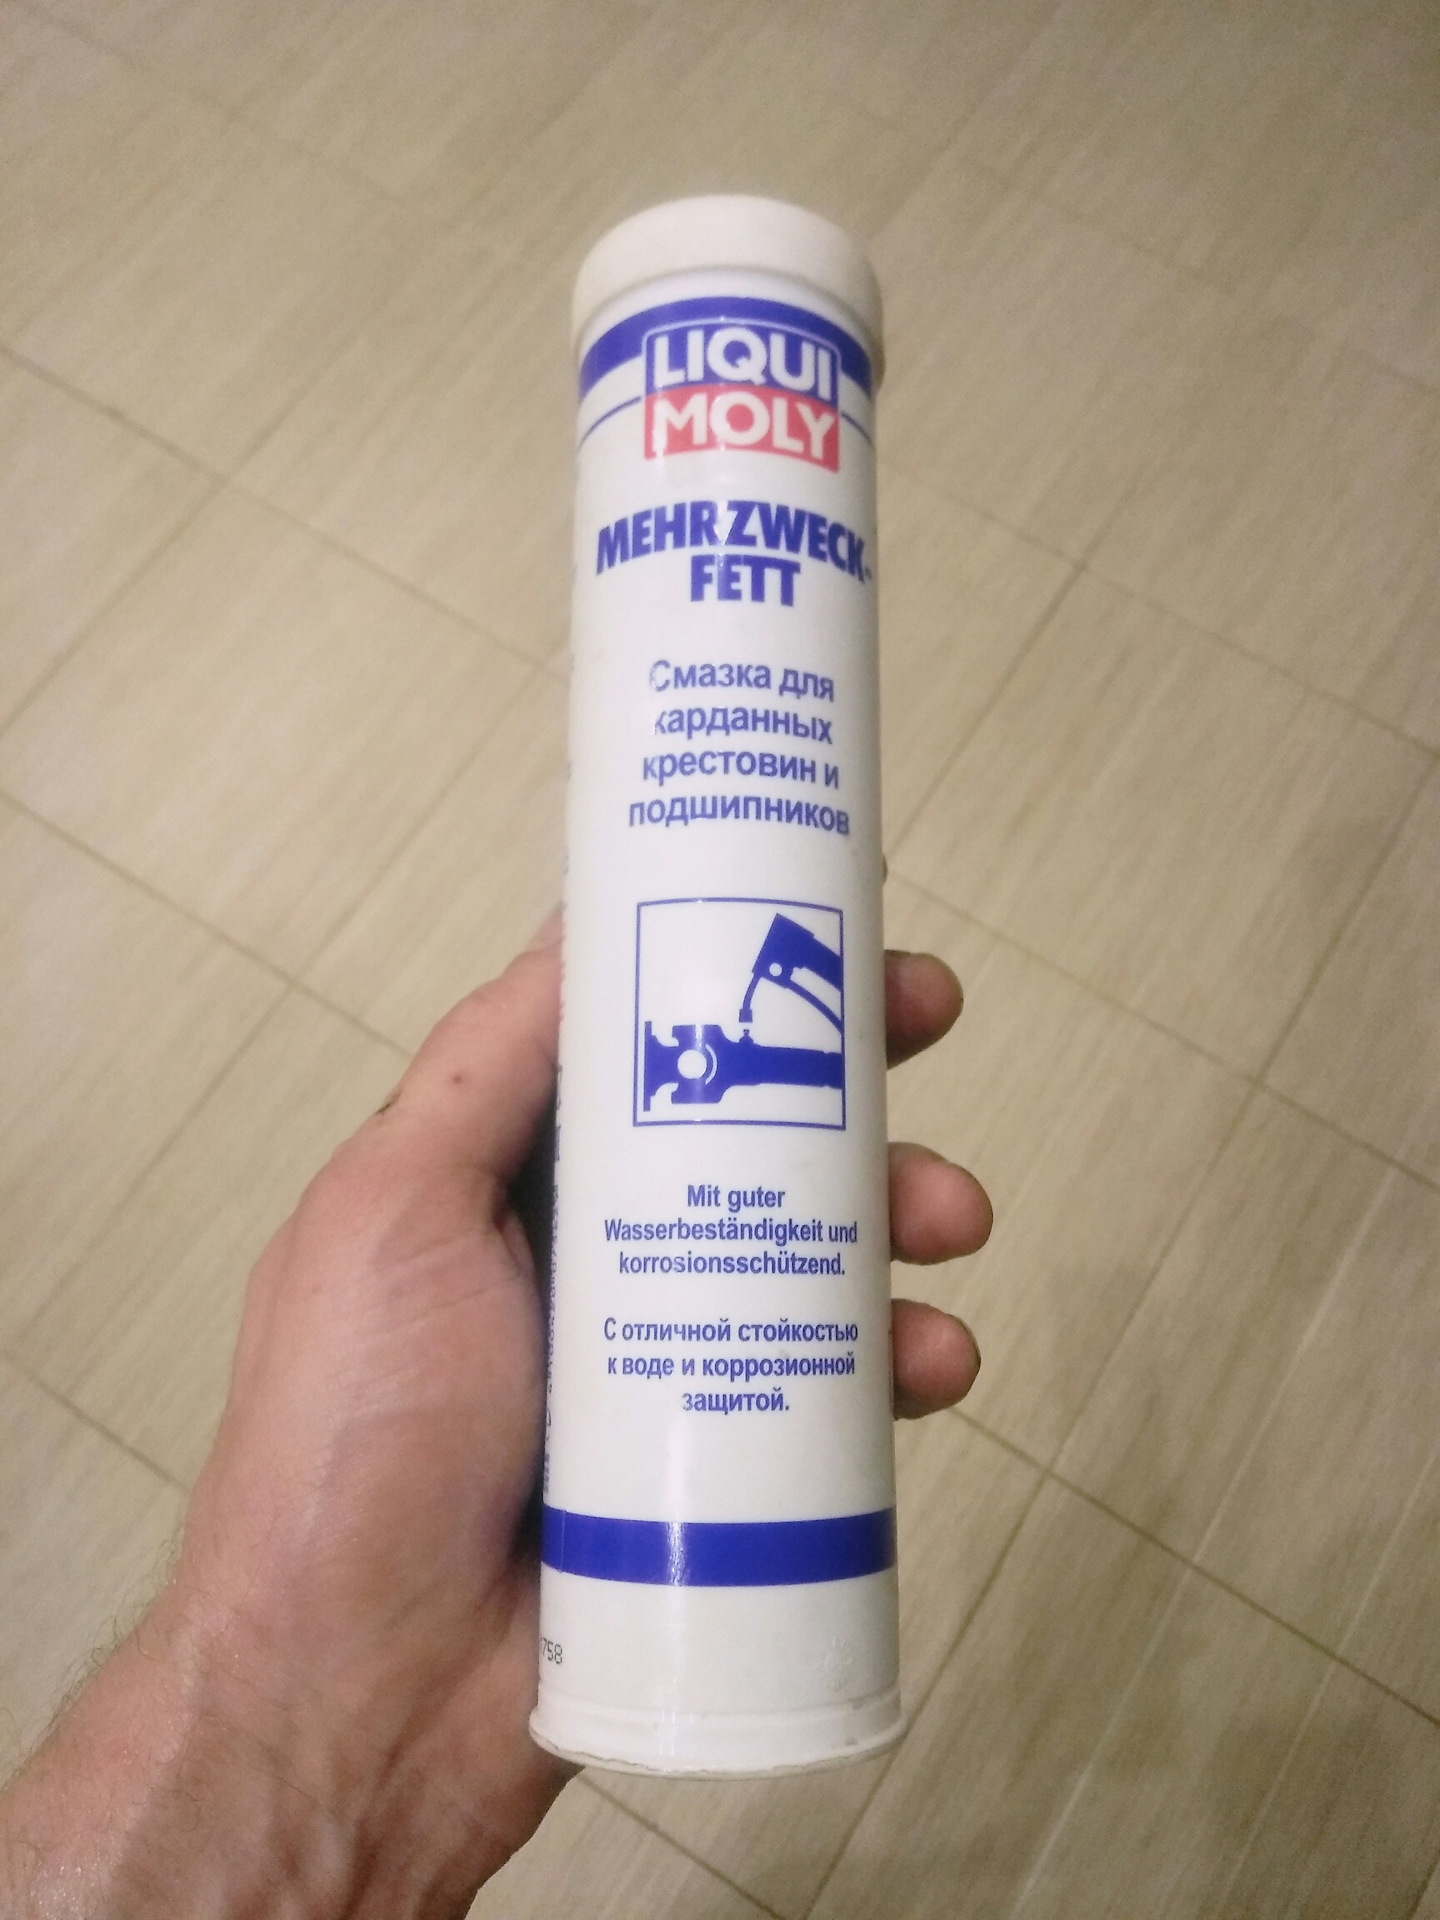 LIQUI
MOLY
MEHRZWECK-
FETT
Смазка для
карданных
крестовин и
подшипников
Mit guter
Wasserbeständigkeit und
korrosionsschützend.
С отличной стойкостью
к воде и коррозионной
защитой.
758